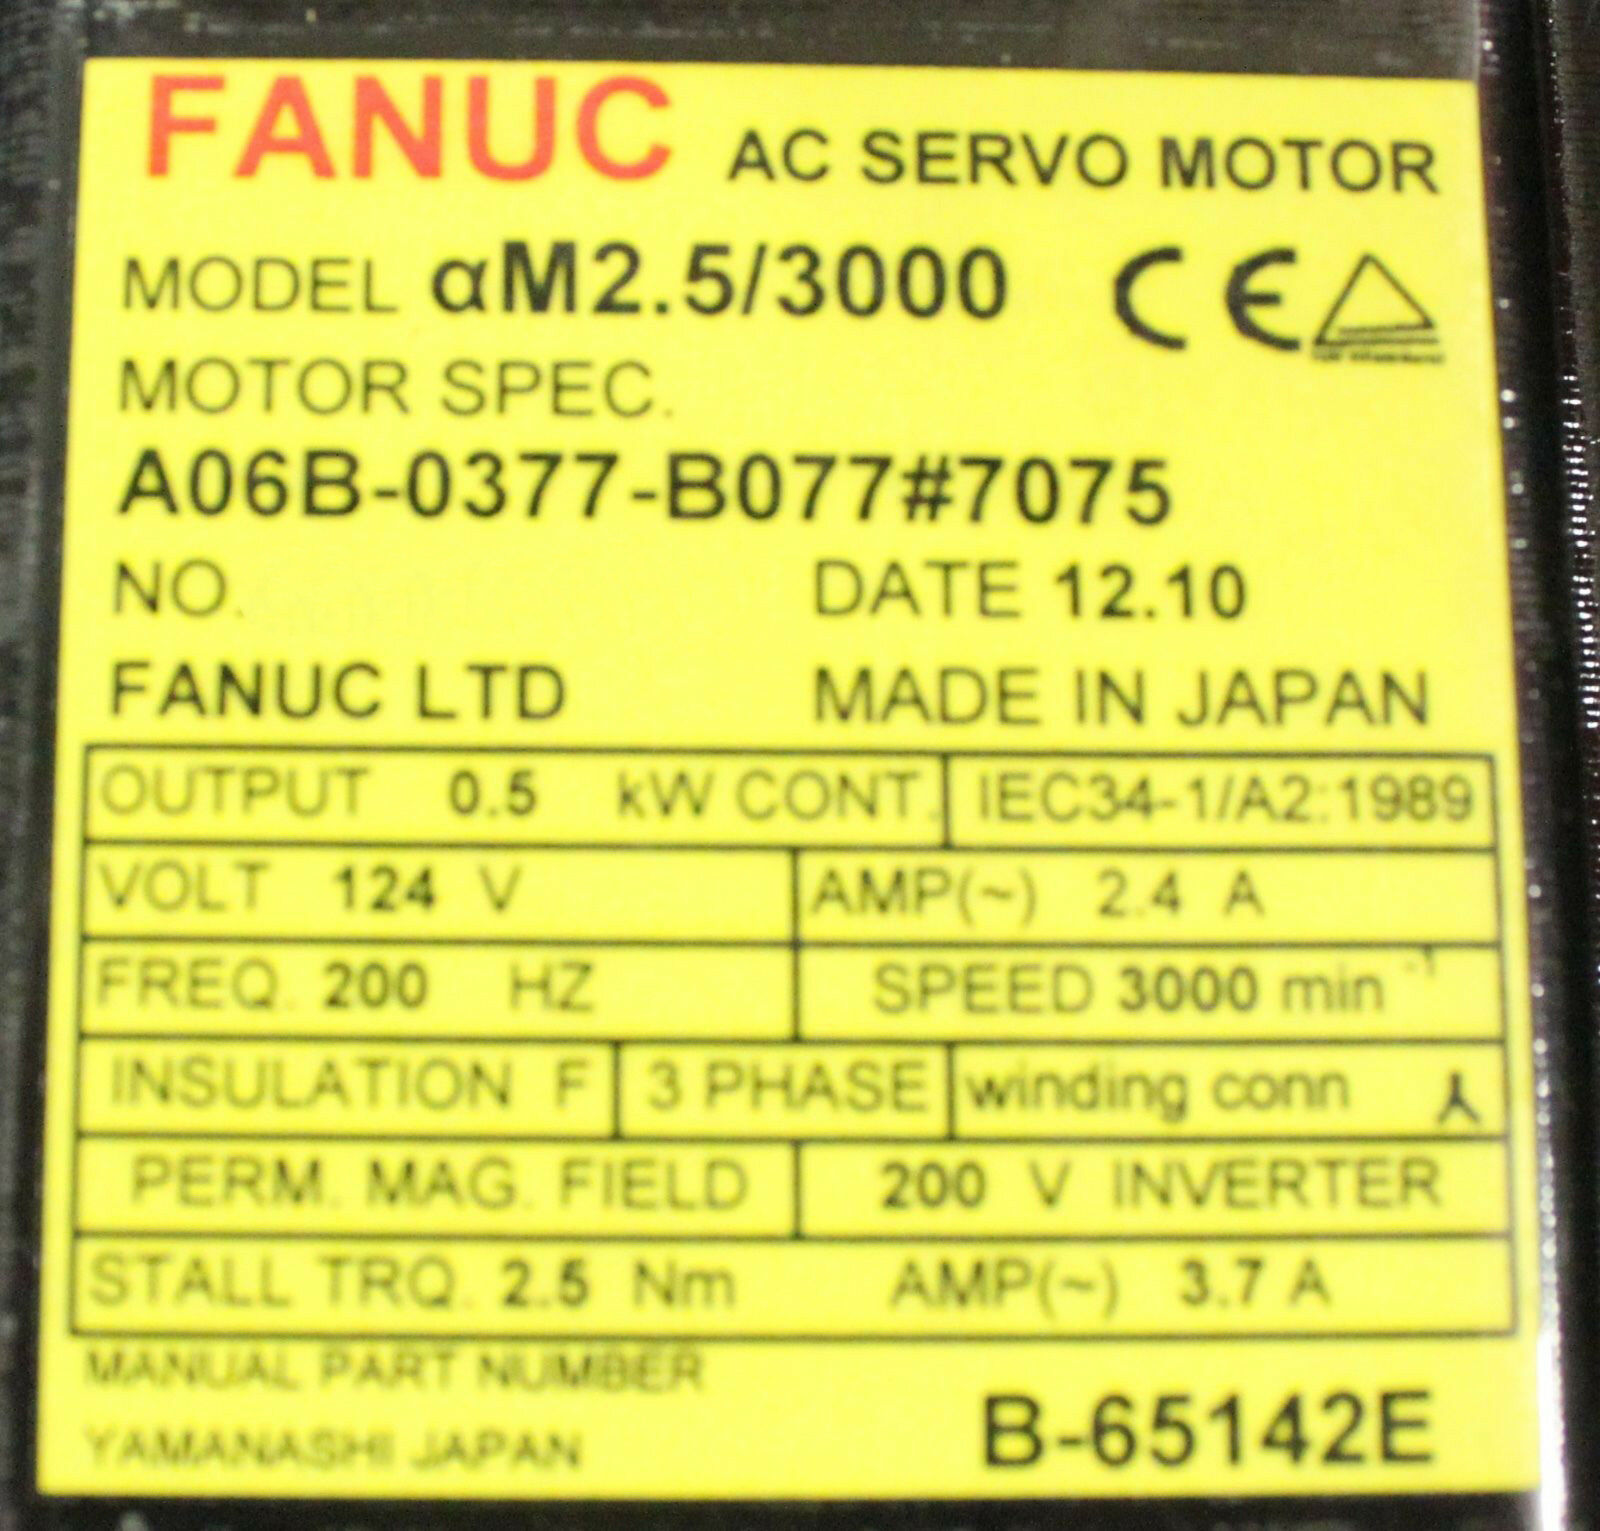 FANUC AC SERVO MOTOR
MODEL αM2.5/3000 CE
MOTOR SPEC.
A06B-0377-B077#7075
NO. DATE 12.10
FANUC LTD MADE IN JAPAN
OUTPUT 0.5 kW CONT. IEC34-1/A2:1989
VOLT 124 V AMP(~) 2.4 A
FREQ. 200 HZ SPEED 3000 min⁻¹
INSULATION F 3 PHASE winding conn
PERM. MAG. FIELD 200 V INVERTER
STALL TRQ. 2.5 Nm AMP(~) 3.7 A
MANUAL PART NUMBER
YAMANASHI JAPAN B-65142E